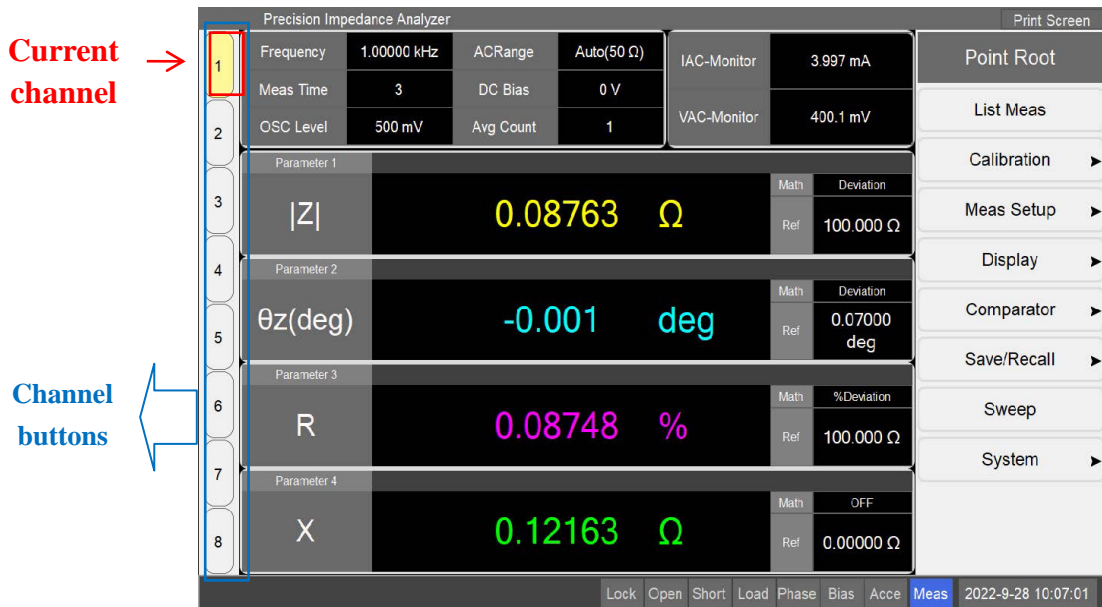 Precision Impedance Analyzer
Print Screen
Current
channel
1
2
3
4
5
6
7
8
Channel
buttons
Frequency 1.00000 kHz ACRange Auto(50 Ω)
Meas Time 3 DC Bias 0 V
OSC Level 500 mV Avg Count 1
IAC-Monitor 3.997 mA
VAC-Monitor 400.1 mV
Parameter 1
|Z| 0.08763 Ω
Math Deviation
Ref 100.000 Ω
Parameter 2
θz(deg) -0.001 deg
Math Deviation
Ref 0.07000
deg
Parameter 3
R 0.08748 %
Math %Deviation
Ref 100.000 Ω
Parameter 4
X 0.12163 Ω
Math OFF
Ref 0.00000 Ω
Point Root
List Meas
Calibration
Meas Setup
Display
Comparator
Save/Recall
Sweep
System
Lock Open Short Load Phase Bias Acce Meas 2022-9-28 10:07:01